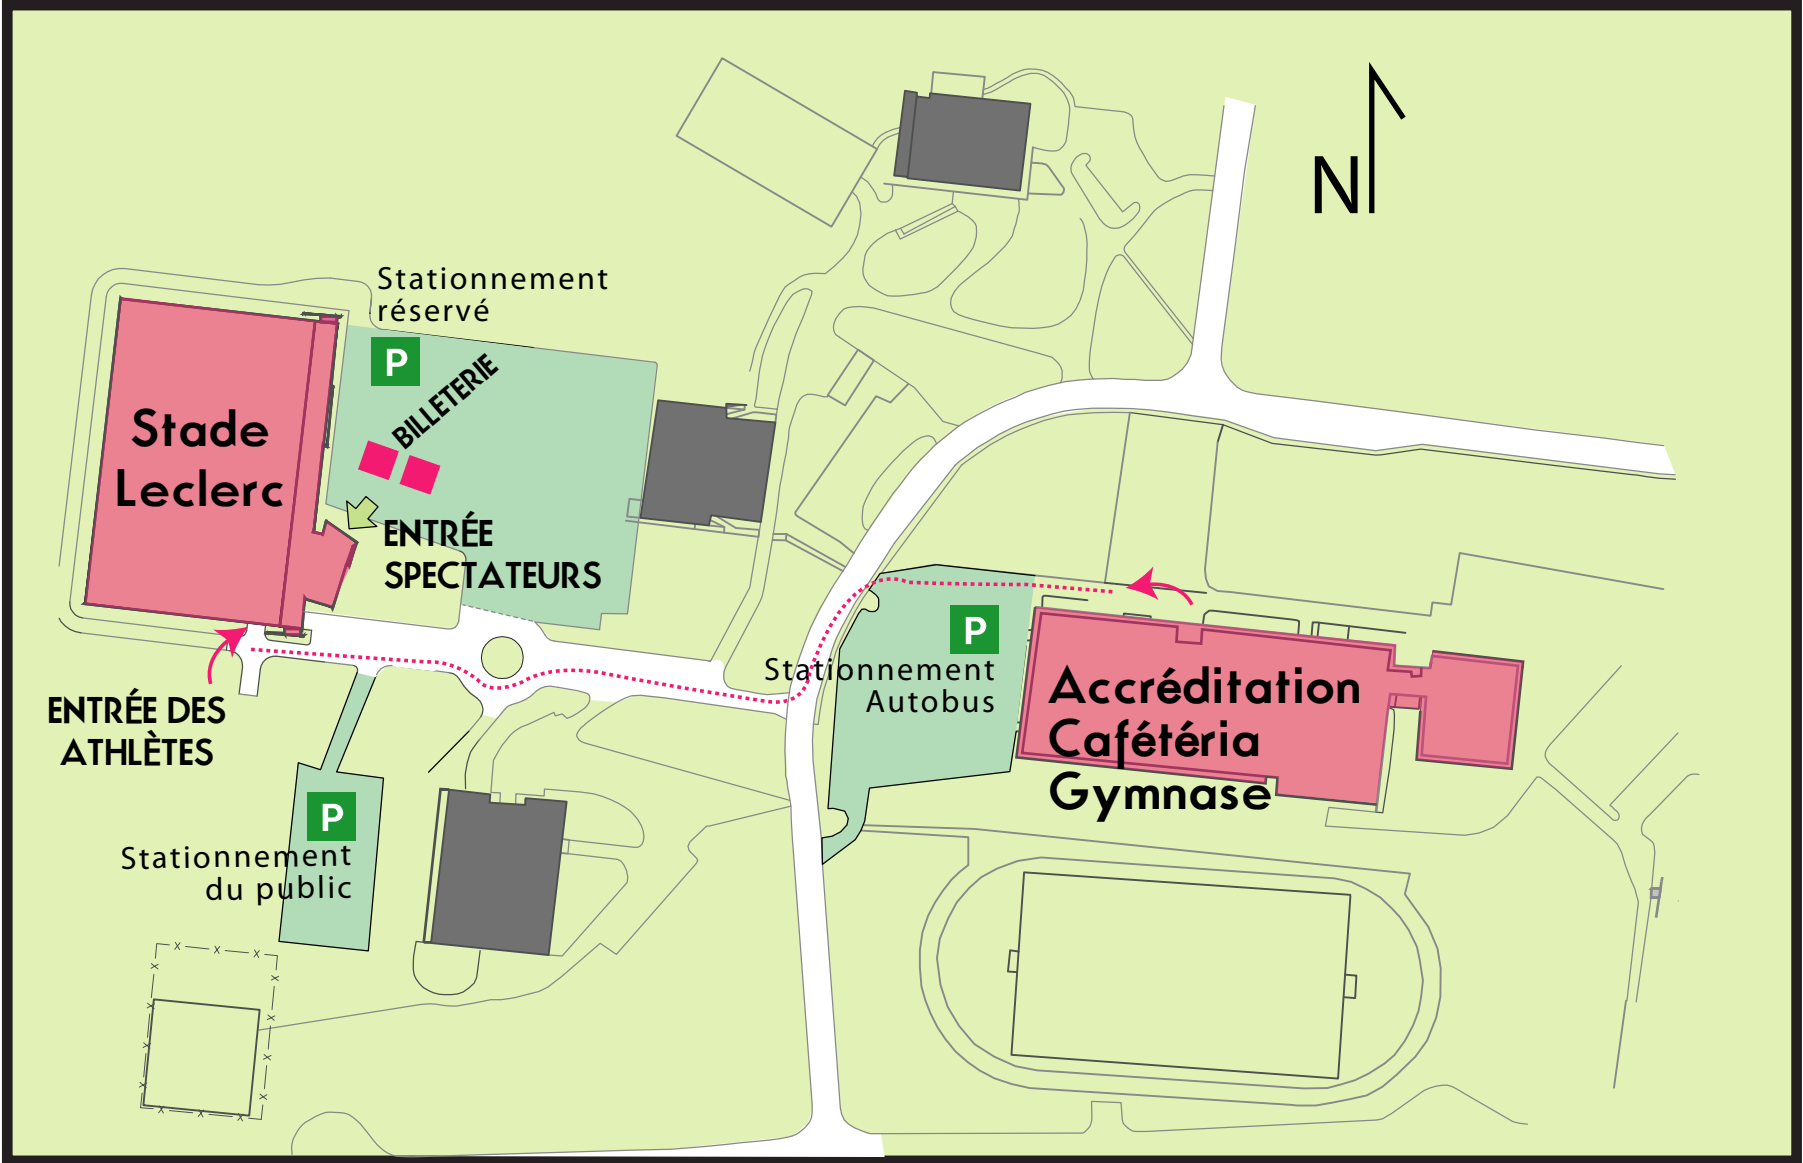 N
Stationnement
réservé
P
BILLETERIE
Stade
Leclerc
ENTRÉE
SPECTATEURS
P
Stationnement
Autobus
Accréditation
Cafétéria
Gymnase
ENTRÉE DES
ATHLÈTES
P
Stationnement
du public